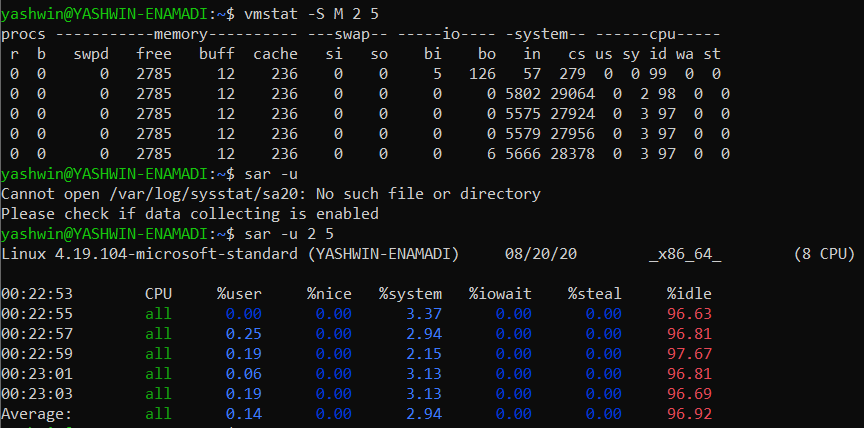 yashwin@YASHWIN-ENAMADI:~$ vmstat -S M 2 5
procs -----------memory---------- ---swap-- -----io---- -system-- ------cpu-----
 r  b   swpd   free   buff  cache   si   so    bi    bo   in   cs us sy id wa st
 0  0      0   2785     12    236    0    0     5   126   57  279  0  0 99  0  0
 0  0      0   2785     12    236    0    0     0     0 5802 29064  0  2 98  0  0
 0  0      0   2785     12    236    0    0     0     0 5575 27924  0  3 97  0  0
 0  0      0   2785     12    236    0    0     0     0 5579 27956  0  3 97  0  0
 0  0      0   2785     12    236    0    0     0     6 5666 28378  0  3 97  0  0
yashwin@YASHWIN-ENAMADI:~$ sar -u
Cannot open /var/log/sysstat/sa20: No such file or directory
Please check if data collecting is enabled
yashwin@YASHWIN-ENAMADI:~$ sar -u 2 5
Linux 4.19.104-microsoft-standard (YASHWIN-ENAMADI)     08/20/20        _x86_64_        (8 CPU)

00:22:53        CPU     %user     %nice   %system   %iowait    %steal     %idle
00:22:55        all      0.00      0.00      3.37      0.00      0.00     96.63
00:22:57        all      0.25      0.00      2.94      0.00      0.00     96.81
00:22:59        all      0.19      0.00      2.15      0.00      0.00     97.67
00:23:01        all      0.06      0.00      3.13      0.00      0.00     96.81
00:23:03        all      0.19      0.00      3.13      0.00      0.00     96.69
Average:        all      0.14      0.00      2.94      0.00      0.00     96.92